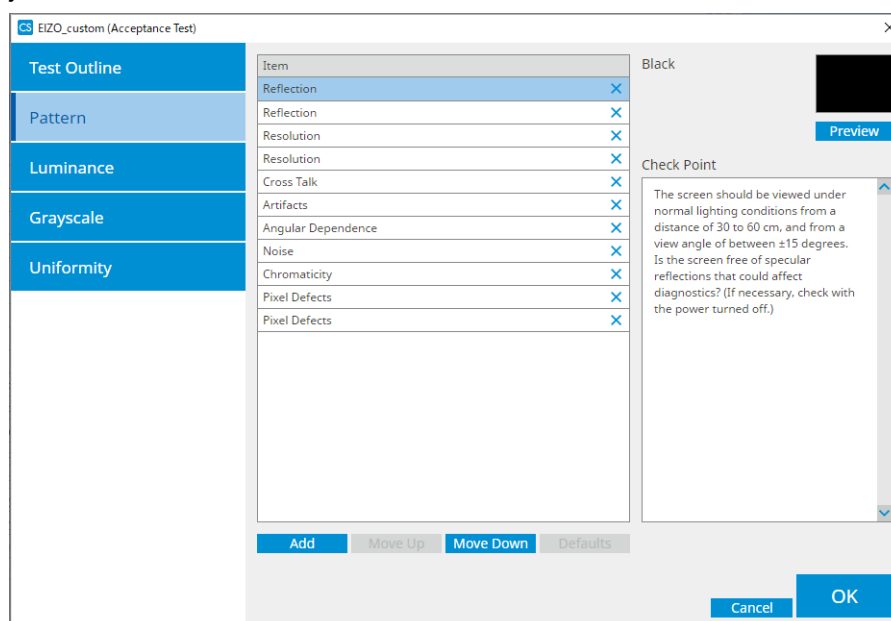 CS EIZO_custom (Acceptance Test)
Test Outline
Pattern
Luminance
Grayscale
Uniformity
Item
Reflection
Reflection
Resolution
Resolution
Cross Talk
Artifacts
Angular Dependence
Noise
Chromaticity
Pixel Defects
Pixel Defects
Add Move Up Move Down Defaults
Black
Preview
Check Point
The screen should be viewed under
normal lighting conditions from a
distance of 30 to 60 cm, and from a
view angle of between ±15 degrees.
Is the screen free of specular
reflections that could affect
diagnostics? (If necessary, check with
the power turned off.)
Cancel OK